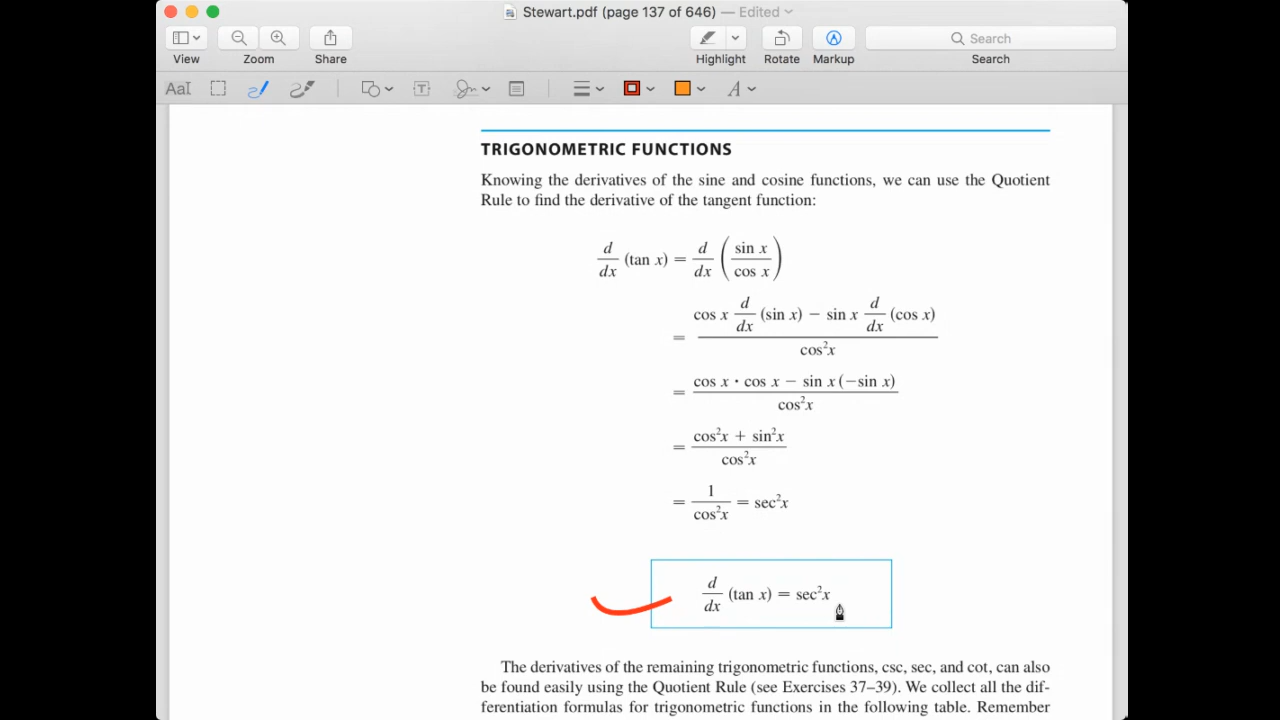 Stewart.pdf (page 137 of 646) — Edited
View
Zoom
Share
Highlight
Rotate
Markup
Search
Search
AaI
T
A
TRIGONOMETRIC FUNCTIONS
Knowing the derivatives of the sine and cosine functions, we can use the Quotient
Rule to find the derivative of the tangent function:
d/dx (tan x) = d/dx (sin x / cos x)
= (cos x d/dx (sin x) − sin x d/dx (cos x)) / cos²x
= (cos x · cos x − sin x (−sin x)) / cos²x
= (cos²x + sin²x) / cos²x
= 1 / cos²x = sec²x
d/dx (tan x) = sec²x
The derivatives of the remaining trigonometric functions, csc, sec, and cot, can also
be found easily using the Quotient Rule (see Exercises 37–39). We collect all the dif-
ferentiation formulas for trigonometric functions in the following table. Remember